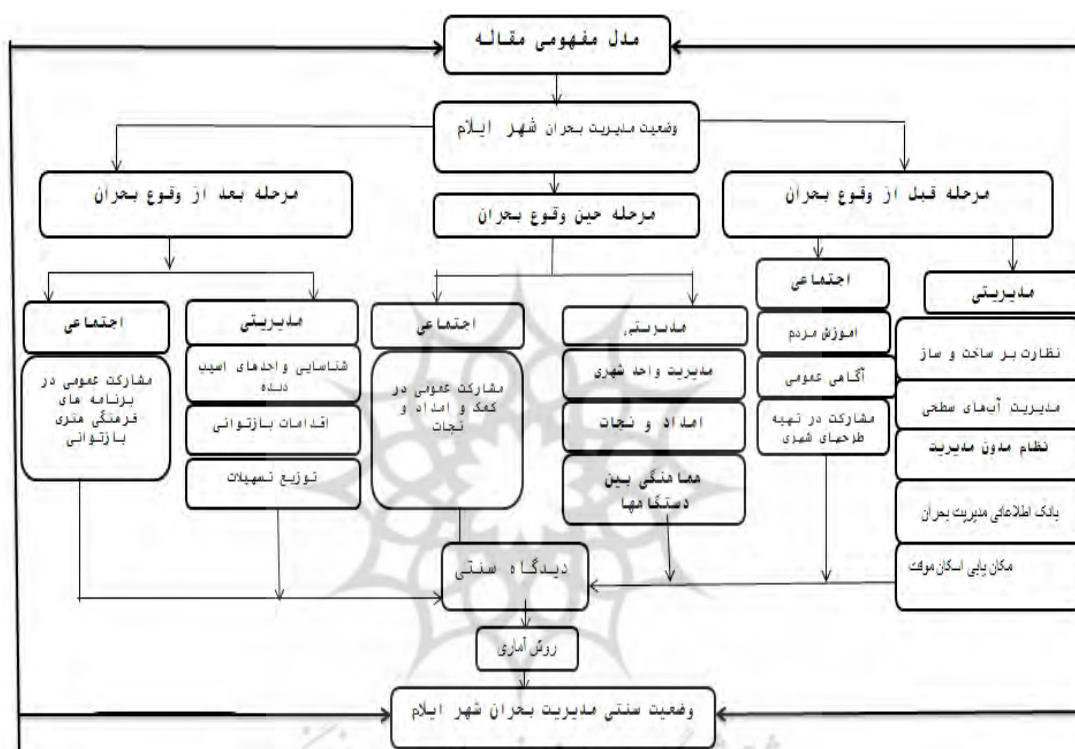 مدل مفهومی مقاله
وضعیت مدیریت بحران شهر ایلام
مرحله قبل از وقوع بحران
مرحله حین وقوع بحران
مرحله بعد از وقوع بحران
مدیریتی
نظارت بر ساخت و ساز
مدیریت آب‌های سطحی
نظام مدون مدیریت
بانک اطلاعاتی مدیریت بحران
مکان یابی اسکان موقت
اجتماعی
اموزش مردم
آگاهی عمومی
مشارکت در تهیه
طرحهای شهری
مدیریتی
مدیریت واحد شهری
امداد و نجات
هماهنگی بین
دستگاهها
اجتماعی
مشارکت عمومی در
کمک و امداد و
نجات
مدیریتی
شناسایی واحدهای اسیب
دیده
اقدامات بازتوانی
توزیع تسهیلات
اجتماعی
مشارکت عمومی در
برنامه های
فرهنگی هنری
بازتوانی
دیدگاه سنتی
روش آماری
وضعیت سنتی مدیریت بحران شهر ایلام